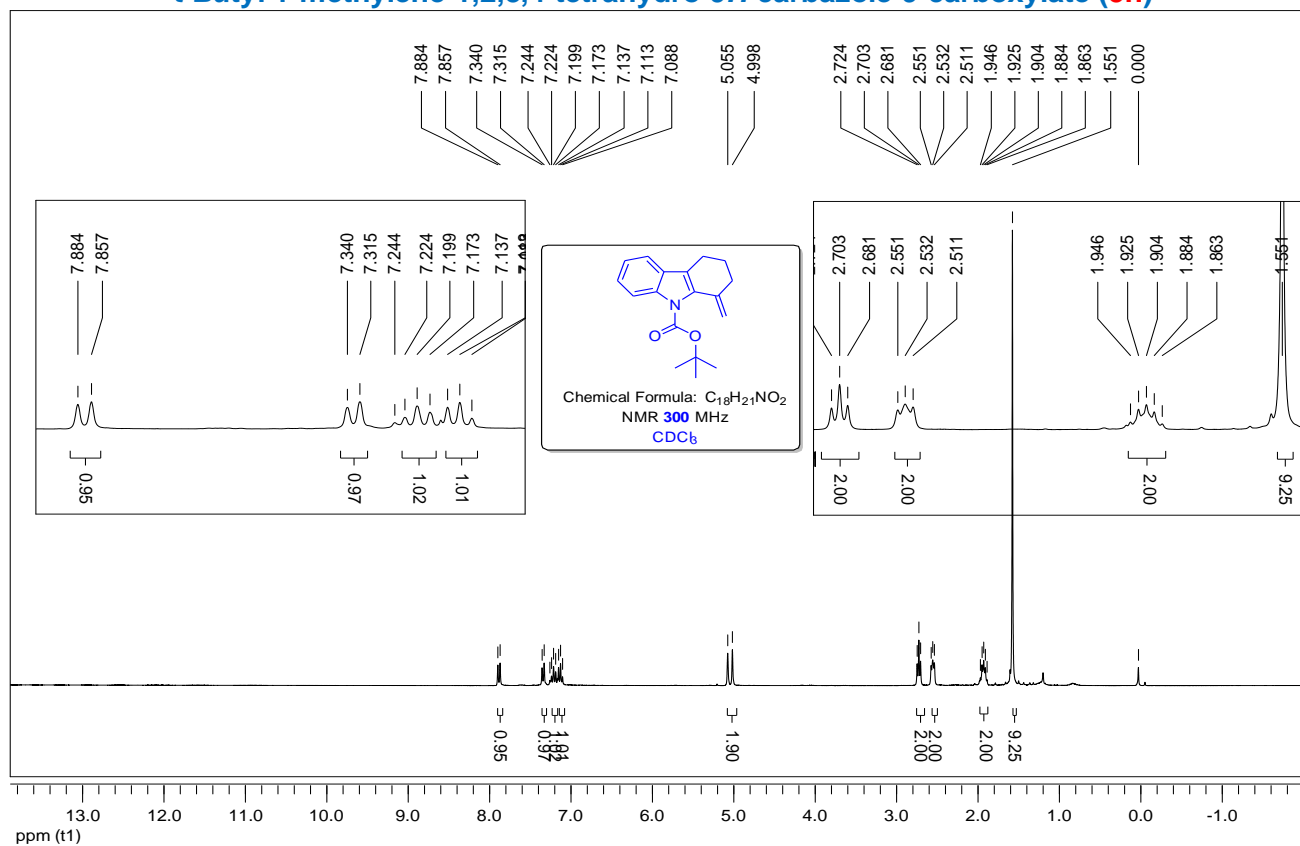 7.884 7.857 7.340 7.315 7.244 7.224 7.199 7.173 7.137 7.113 7.088 5.055 4.998 2.724 2.703 2.681 2.551 2.532 2.511 1.946 1.925 1.904 1.884 1.863 1.551 0.000
7.884 7.857 7.340 7.315 7.244 7.224 7.199 7.173 7.137
2.703 2.681 2.551 2.532 2.511 1.946 1.925 1.904 1.884 1.863 1.551
N
O
O
Chemical Formula: C18H21NO2
NMR 300 MHz
CDCl3
0.95 0.97 1.02 1.01
2.00 2.00 2.00 9.25
0.95 0.97 1.01 1.90 2.00 2.00 2.00 9.25
13.0 12.0 11.0 10.0 9.0 8.0 7.0 6.0 5.0 4.0 3.0 2.0 1.0 0.0 -1.0
ppm (t1)